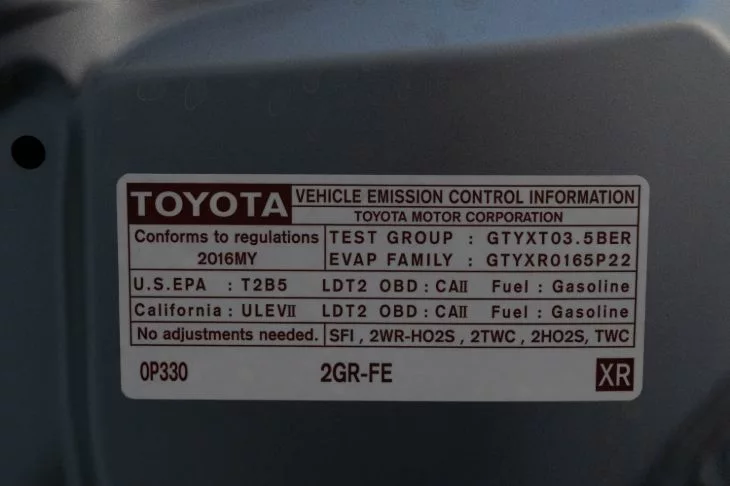 TOYOTA VEHICLE EMISSION CONTROL INFORMATION
TOYOTA MOTOR CORPORATION
Conforms to regulations TEST GROUP : GTYXT03.5BER
2016MY EVAP FAMILY : GTYXR0165P22
U.S.EPA : T2B5 LDT2 OBD : CAII Fuel : Gasoline
California : ULEVII LDT2 OBD : CAII Fuel : Gasoline
No adjustments needed. SFI , 2WR-HO2S , 2TWC , 2HO2S, TWC
0P330 2GR-FE XR